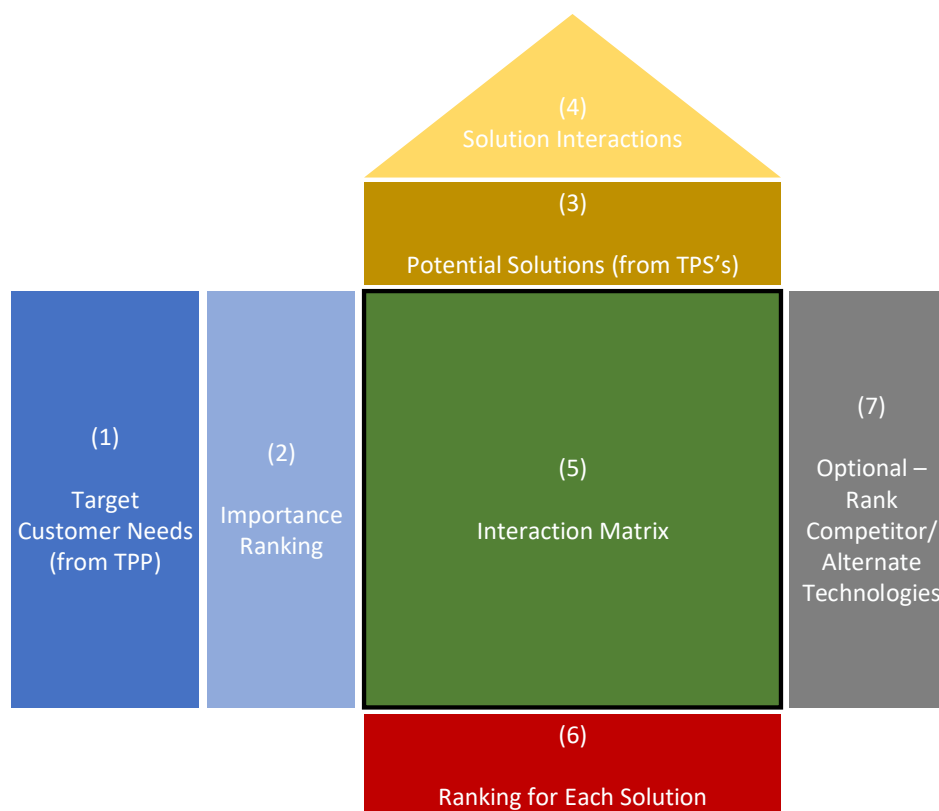 (4)
Solution Interactions
(3)
Potential Solutions (from TPS’s)
(1)
Target
Customer Needs
(from TPP)
(2)
Importance
Ranking
(5)
Interaction Matrix
(7)
Optional –
Rank
Competitor/
Alternate
Technologies
(6)
Ranking for Each Solution